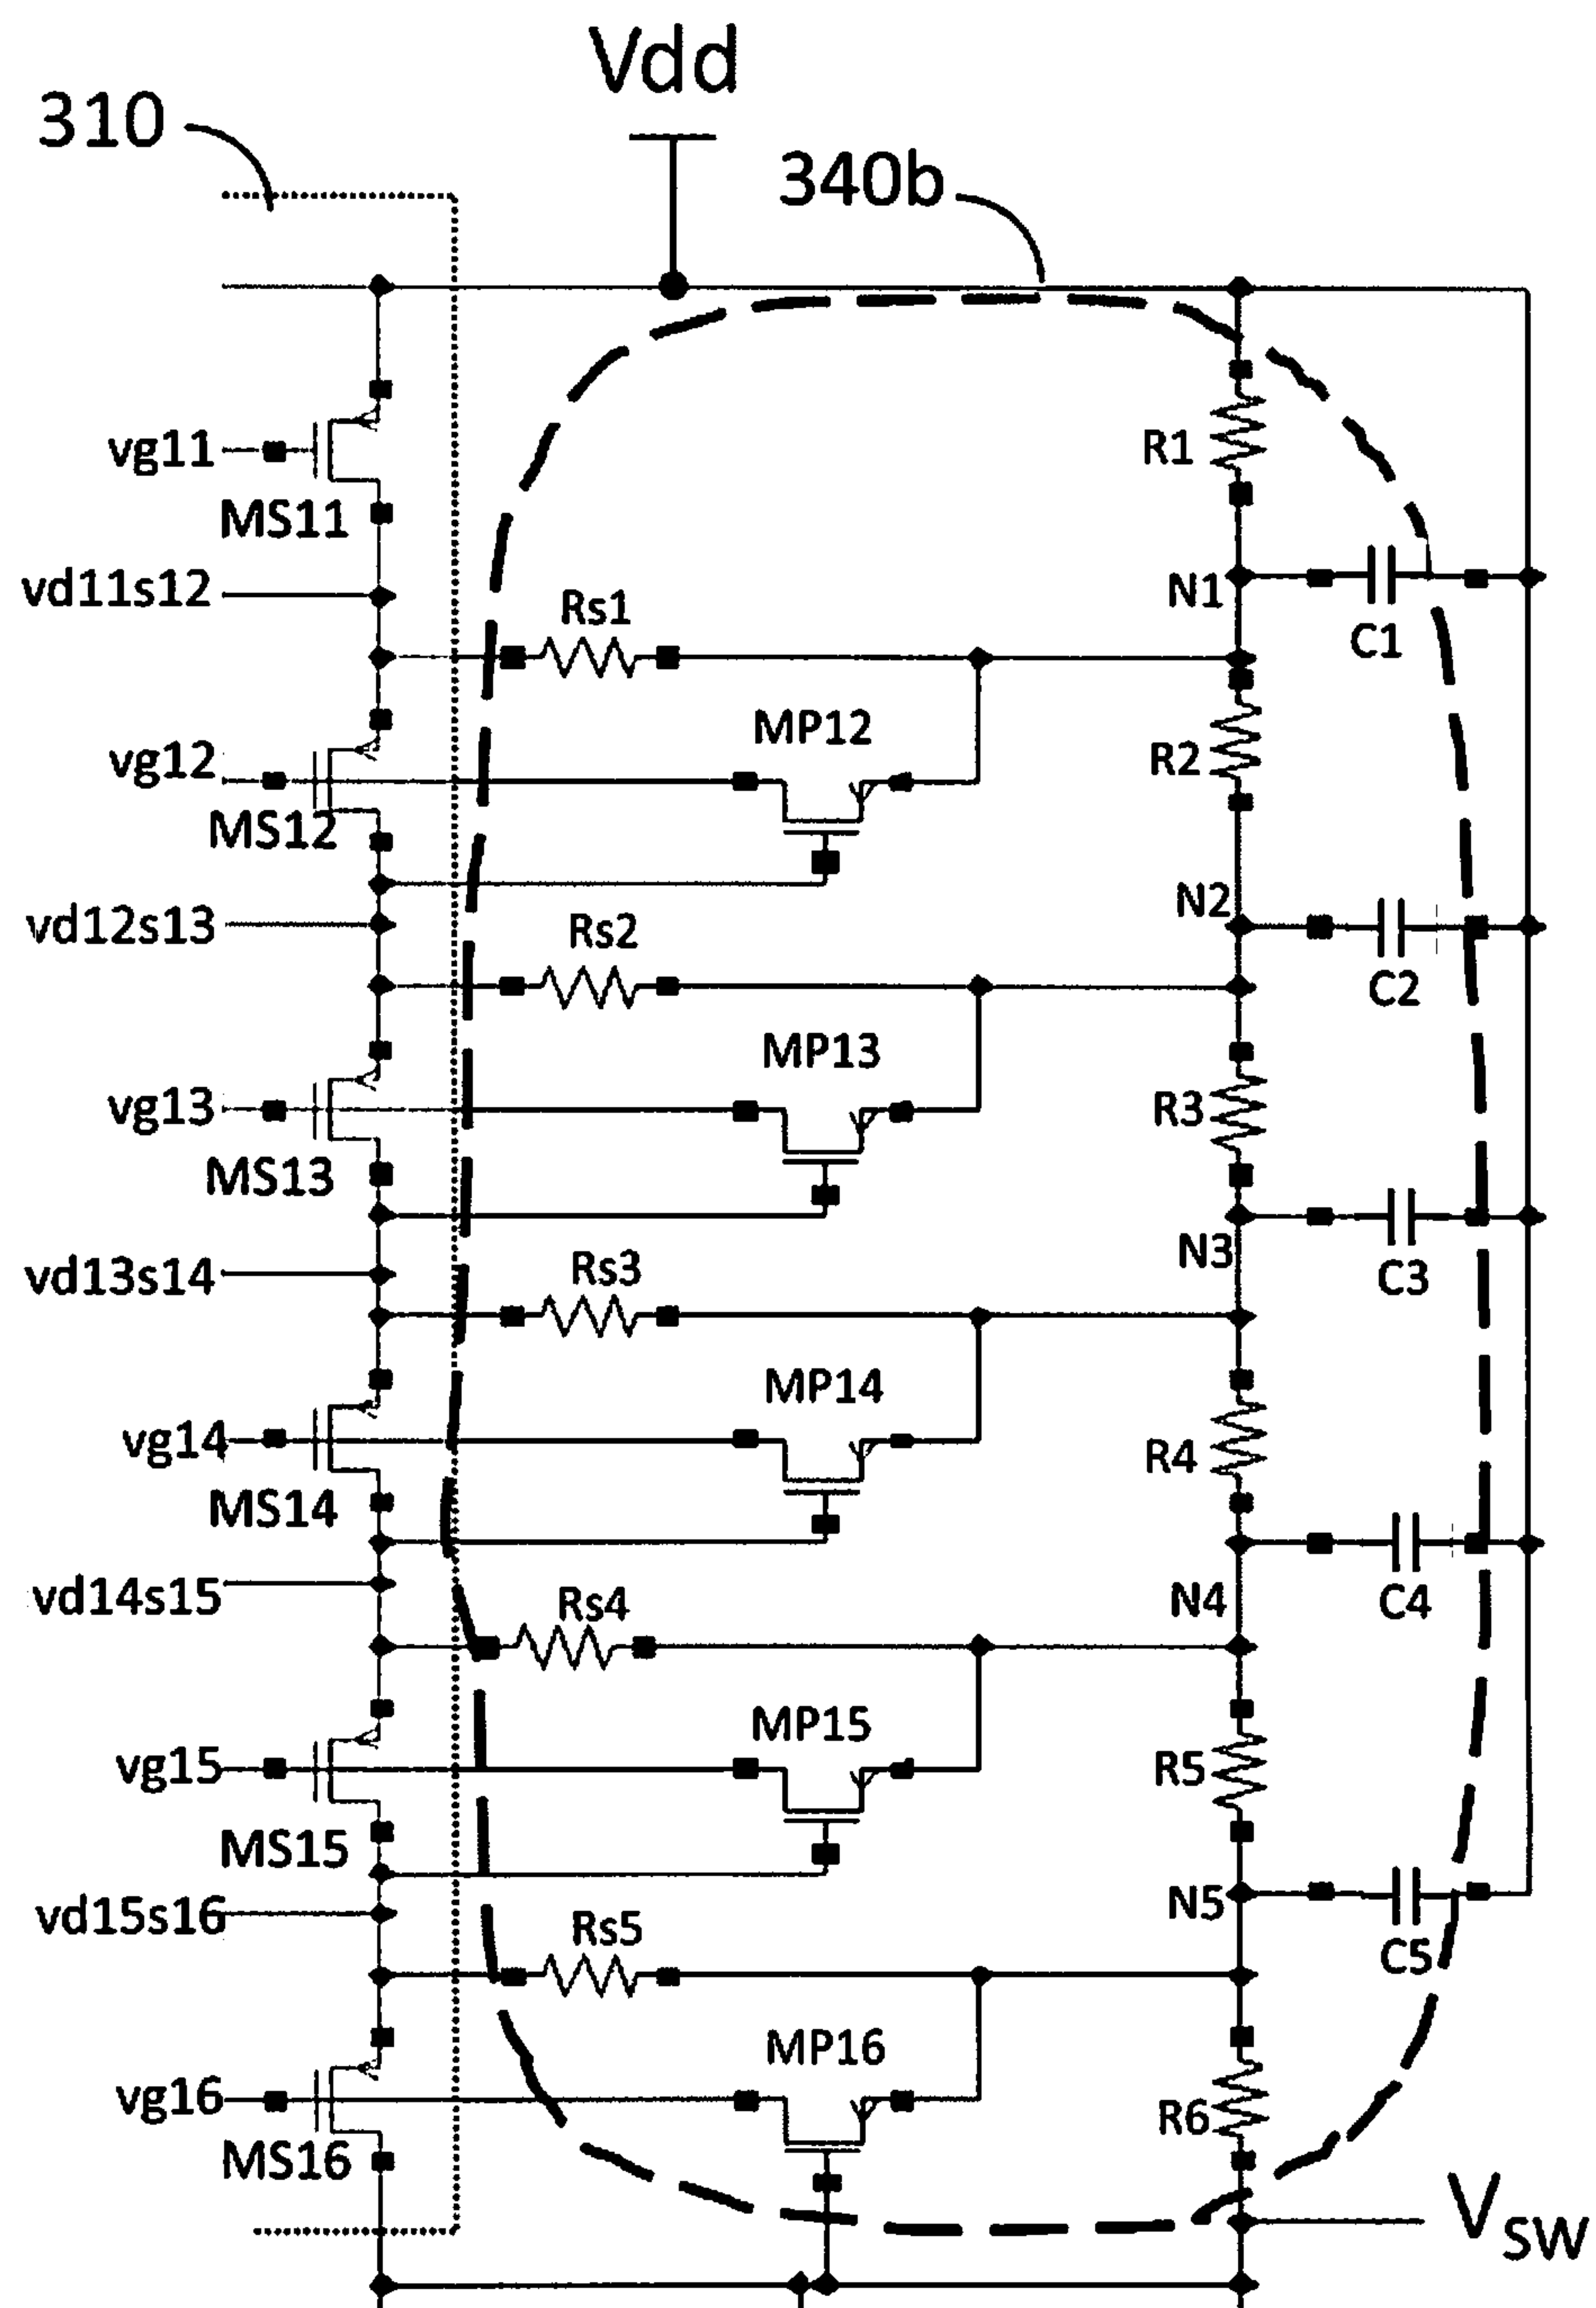 Vdd
310
340b
vg11
R1
MS11
vd11s12
Rs1
N1
C1
MP12
vg12
R2
MS12
N2
vd12s13
Rs2
C2
MP13
vg13
R3
MS13
N3
vd13s14
Rs3
C3
MP14
vg14
R4
MS14
vd14s15
Rs4
N4
C4
MP15
vg15
R5
MS15
N5
vd15s16
Rs5
C5
MP16
vg16
R6
MS16
VSW